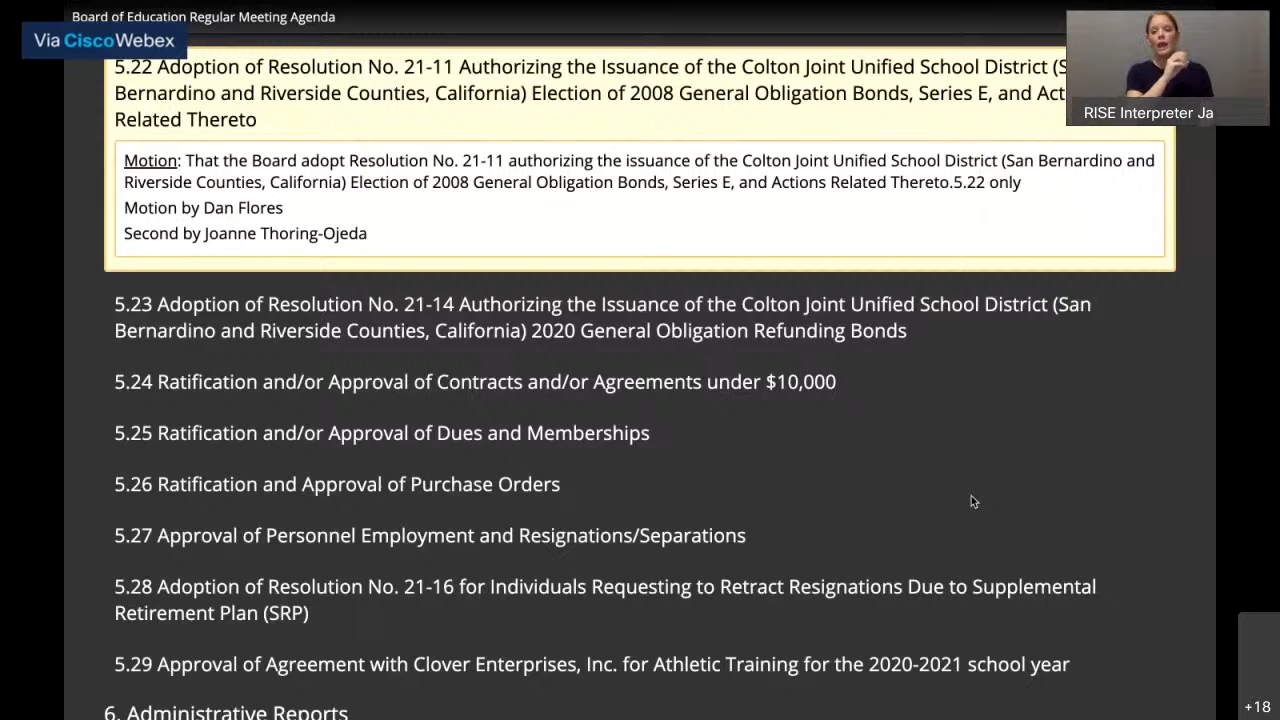 Board of Education Regular Meeting Agenda
Via CiscoWebex
5.22 Adoption of Resolution No. 21-11 Authorizing the Issuance of the Colton Joint Unified School District (S
Bernardino and Riverside Counties, California) Election of 2008 General Obligation Bonds, Series E, and Act
Related Thereto
RISE Interpreter Ja
Motion: That the Board adopt Resolution No. 21-11 authorizing the issuance of the Colton Joint Unified School District (San Bernardino and
Riverside Counties, California) Election of 2008 General Obligation Bonds, Series E, and Actions Related Thereto.5.22 only
Motion by Dan Flores
Second by Joanne Thoring-Ojeda
5.23 Adoption of Resolution No. 21-14 Authorizing the Issuance of the Colton Joint Unified School District (San
Bernardino and Riverside Counties, California) 2020 General Obligation Refunding Bonds
5.24 Ratification and/or Approval of Contracts and/or Agreements under $10,000
5.25 Ratification and/or Approval of Dues and Memberships
5.26 Ratification and Approval of Purchase Orders
5.27 Approval of Personnel Employment and Resignations/Separations
5.28 Adoption of Resolution No. 21-16 for Individuals Requesting to Retract Resignations Due to Supplemental
Retirement Plan (SRP)
5.29 Approval of Agreement with Clover Enterprises, Inc. for Athletic Training for the 2020-2021 school year
6. Administrative Reports
+18